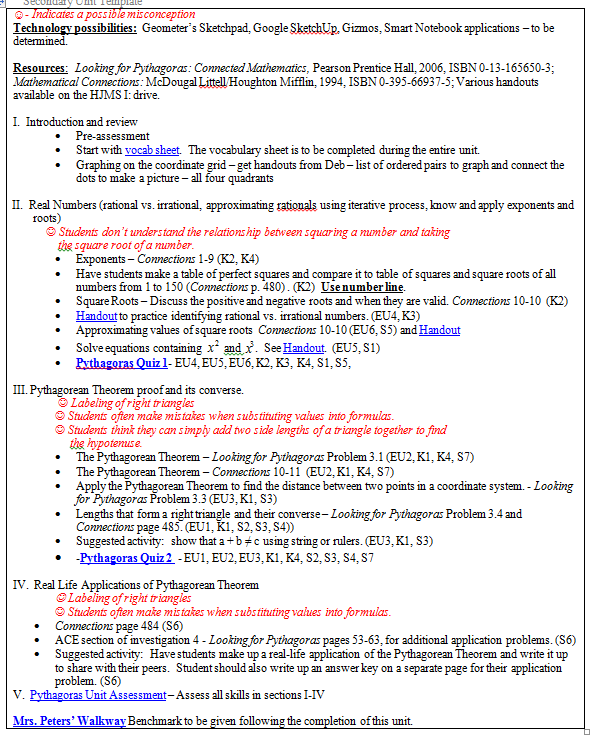 Secondary Unit Template
☺- Indicates a possible misconception
Technology possibilities: Geometer's Sketchpad, Google SketchUp, Gizmos, Smart Notebook applications – to be
determined.
Resources: Looking for Pythagoras: Connected Mathematics, Pearson Prentice Hall, 2006, ISBN 0-13-165650-3;
Mathematical Connections: McDougal Littell/Houghton Mifflin, 1994, ISBN 0-395-66937-5; Various handouts
available on the HJMS I: drive.
I. Introduction and review
• Pre-assessment
• Start with vocab sheet. The vocabulary sheet is to be completed during the entire unit.
• Graphing on the coordinate grid – get handouts from Deb – list of ordered pairs to graph and connect the
dots to make a picture – all four quadrants
II. Real Numbers (rational vs. irrational, approximating rationals using iterative process, know and apply exponents and
roots)
☺ Students don't understand the relationship between squaring a number and taking
the square root of a number.
• Exponents – Connections 1-9 (K2, K4)
• Have students make a table of perfect squares and compare it to table of squares and square roots of all
numbers from 1 to 150 (Connections p. 480). (K2) Use number line.
• Square Roots – Discuss the positive and negative roots and when they are valid. Connections 10-10 (K2)
• Handout to practice identifying rational vs. irrational numbers. (EU4, K3)
• Approximating values of square roots Connections 10-10 (EU6, S5) and Handout
• Solve equations containing x² and x³. See Handout. (EU5, S1)
• Pythagoras Quiz 1- EU4, EU5, EU6, K2, K3, K4, S1, S5,
III. Pythagorean Theorem proof and its converse.
☺ Labeling of right triangles
☺ Students often make mistakes when substituting values into formulas.
☺ Students think they can simply add two side lengths of a triangle together to find
the hypotenuse.
• The Pythagorean Theorem – Looking for Pythagoras Problem 3.1 (EU2, K1, K4, S7)
• The Pythagorean Theorem – Connections 10-11 (EU2, K1, K4, S7)
• Apply the Pythagorean Theorem to find the distance between two points in a coordinate system. - Looking
for Pythagoras Problem 3.3 (EU3, K1, S3)
• Lengths that form a right triangle and their converse – Looking for Pythagoras Problem 3.4 and
Connections page 485. (EU1, K1, S2, S3, S4))
• Suggested activity: show that a + b ≠ c using string or rulers. (EU3, K1, S3)
• -Pythagoras Quiz 2 - EU1, EU2, EU3, K1, K4, S2, S3, S4, S7
IV. Real Life Applications of Pythagorean Theorem
☺ Labeling of right triangles
☺ Students often make mistakes when substituting values into formulas.
• Connections page 484 (S6)
• ACE section of investigation 4 - Looking for Pythagoras pages 53-63, for additional application problems. (S6)
• Suggested activity: Have students make up a real-life application of the Pythagorean Theorem and write it up
to share with their peers. Student should also write up an answer key on a separate page for their application
problem. (S6)
V. Pythagoras Unit Assessment – Assess all skills in sections I-IV
Mrs. Peters' Walkway Benchmark to be given following the completion of this unit.